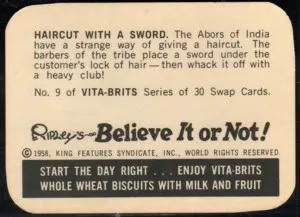 HAIRCUT WITH A SWORD. The Abors of India
have a strange way of giving a haircut. The
barbers of the tribe place a sword under the
customer's lock of hair—then whack it off with
a heavy club!
No. 9 of VITA-BRITS Series of 30 Swap Cards.
Ripley's Believe It or Not!
© 1958, KING FEATURES SYNDICATE, INC., WORLD RIGHTS RESERVED.
START THE DAY RIGHT . . . ENJOY VITA-BRITS
WHOLE WHEAT BISCUITS WITH MILK AND FRUIT